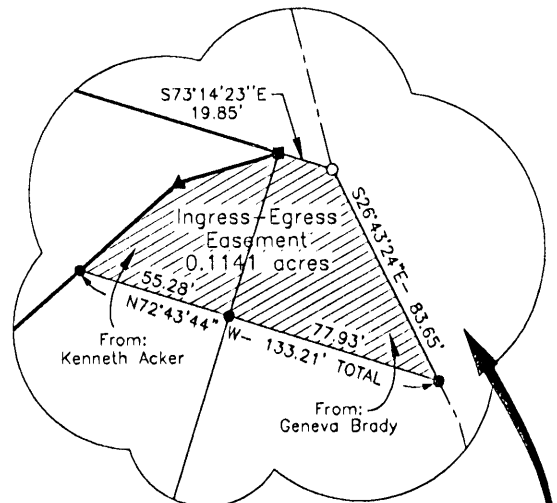 S73°14'23"E
19.85'
Ingress-Egress
Easement
0.1141 acres
S26°43'24"E- 83.65'
55.28'
N72°43'44"W- 133.21' TOTAL
77.93'
From:
Kenneth Acker
From:
Geneva Brady